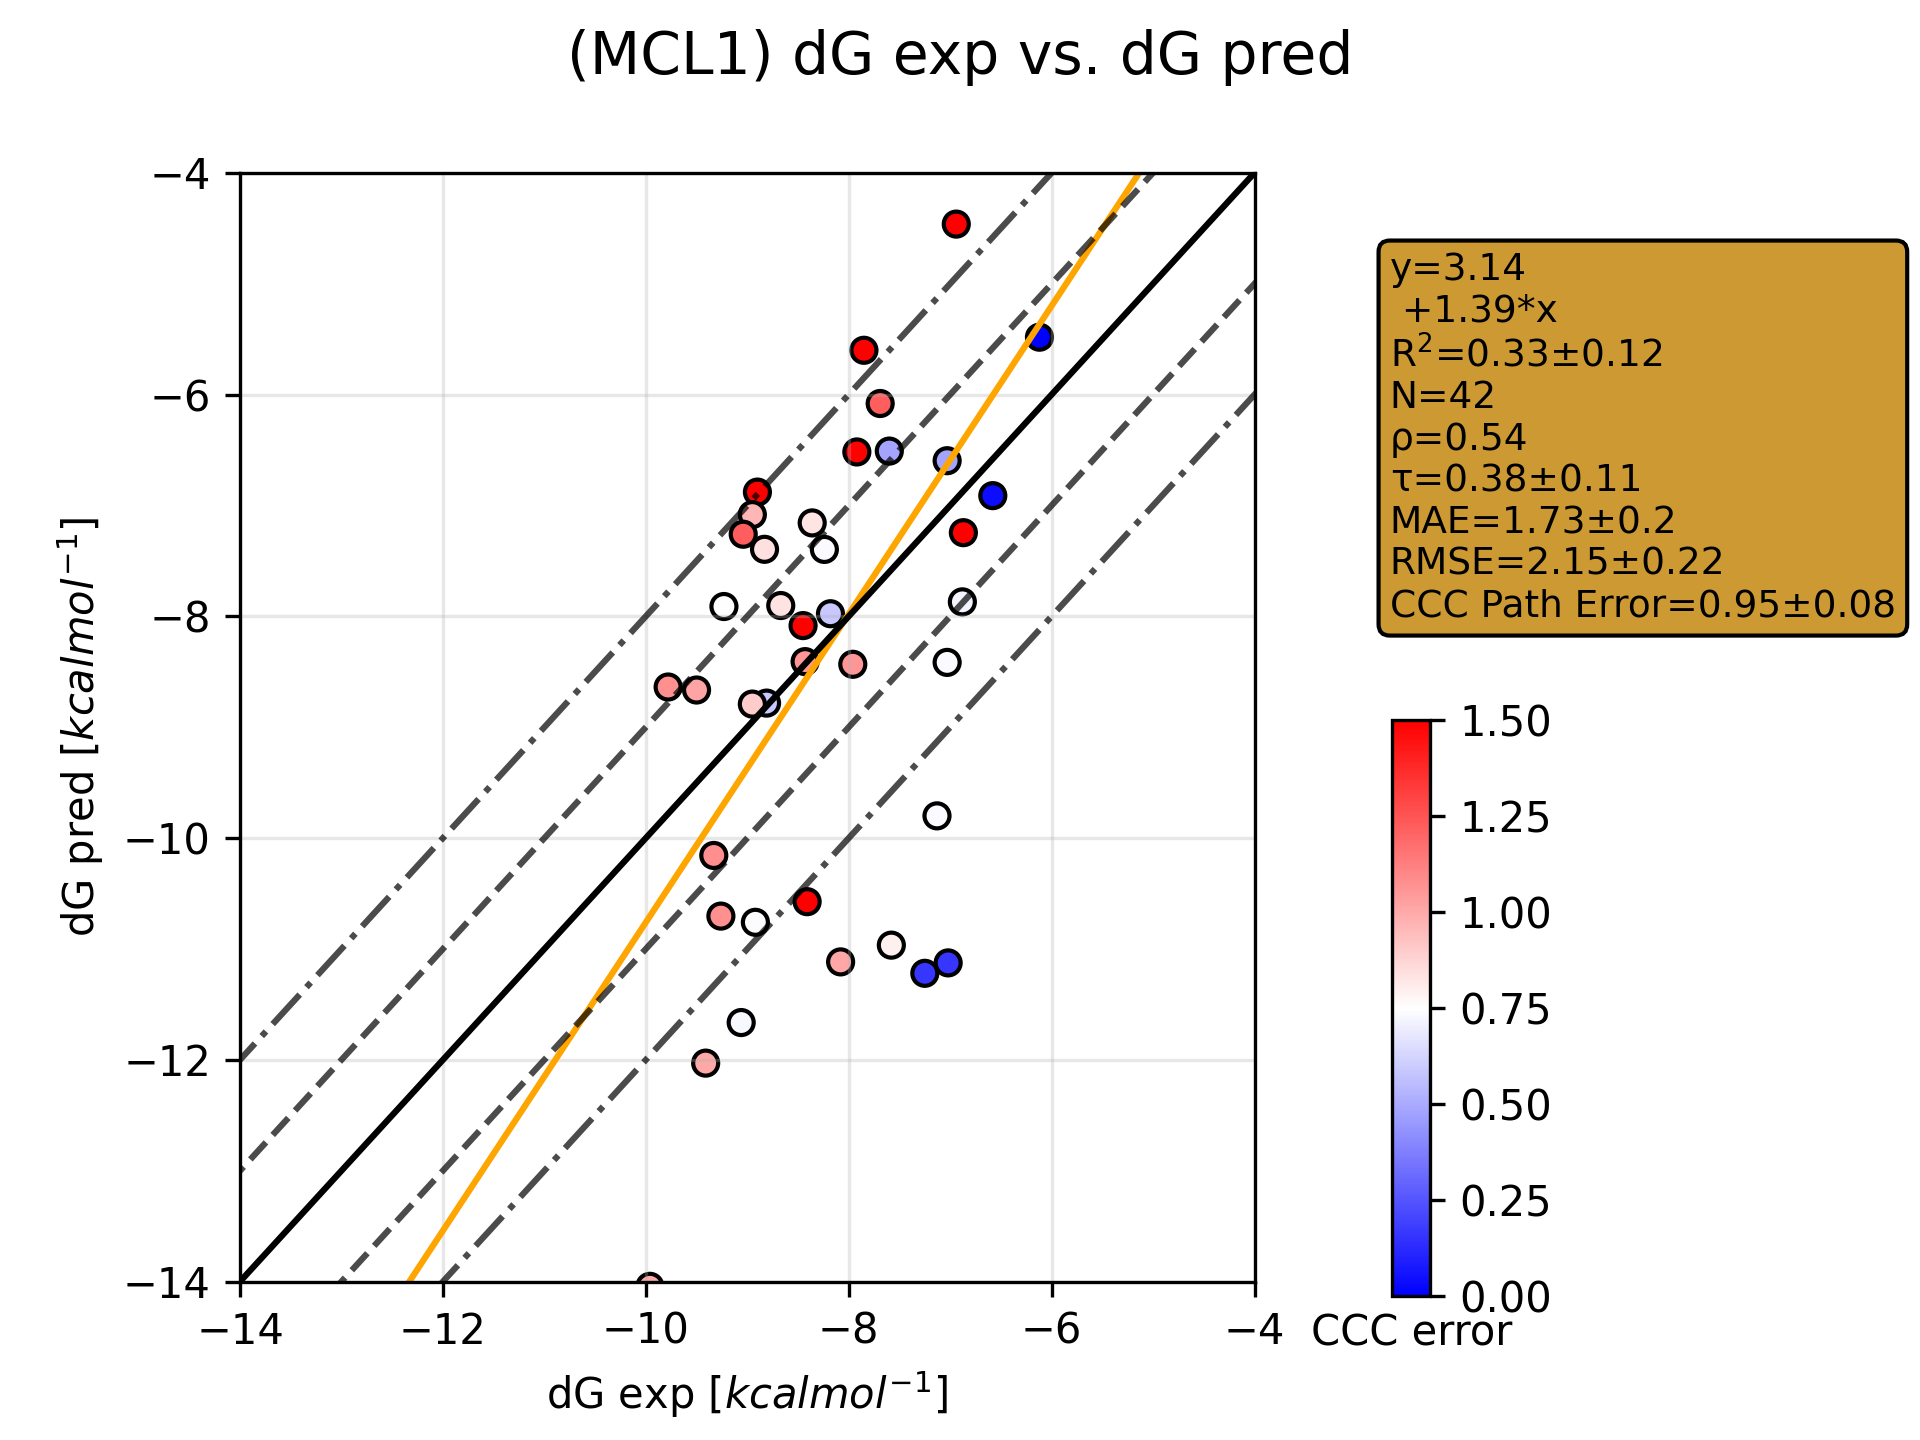 (MCL1) dG exp vs. dG pred
−4
−6
−8
−10
−12
−14
dG pred [kcalmol⁻¹]
−14 −12 −10 −8 −6 −4
dG exp [kcalmol⁻¹]
y=3.14
+1.39*x
R²=0.33±0.12
N=42
ρ=0.54
τ=0.38±0.11
MAE=1.73±0.2
RMSE=2.15±0.22
CCC Path Error=0.95±0.08
1.50
1.25
1.00
0.75
0.50
0.25
0.00
CCC error